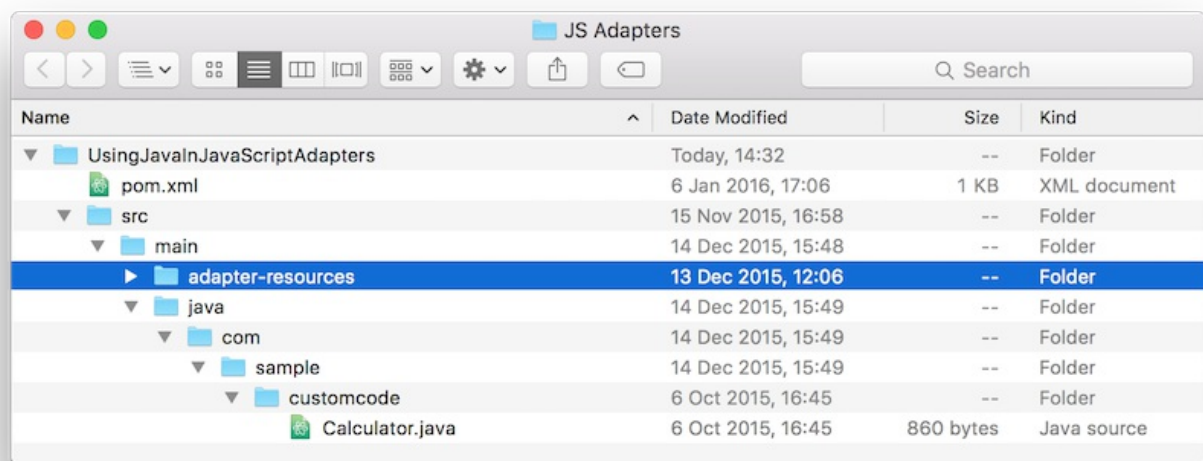 JS Adapters
Search
Name Date Modified Size Kind
UsingJavaInJavaScriptAdapters Today, 14:32 -- Folder
pom.xml 6 Jan 2016, 17:06 1 KB XML document
src 15 Nov 2015, 16:58 -- Folder
main 14 Dec 2015, 15:48 -- Folder
adapter-resources 13 Dec 2015, 12:06 -- Folder
java 14 Dec 2015, 15:49 -- Folder
com 14 Dec 2015, 15:49 -- Folder
sample 14 Dec 2015, 15:49 -- Folder
customcode 6 Oct 2015, 16:45 -- Folder
Calculator.java 6 Oct 2015, 16:45 860 bytes Java source